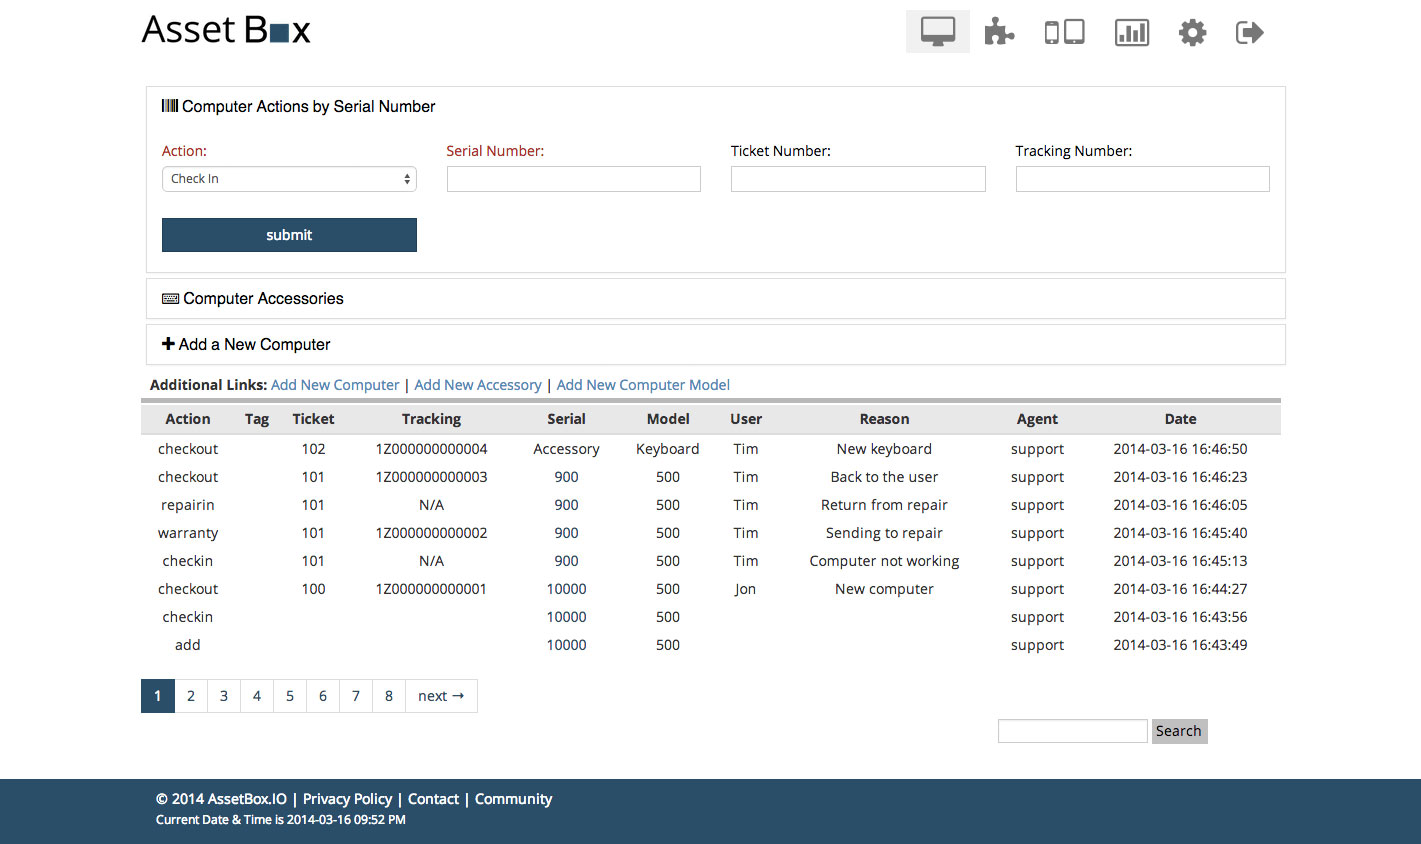 Asset Box
Computer Actions by Serial Number
Action: Serial Number: Ticket Number: Tracking Number:
Check In
submit
Computer Accessories
Add a New Computer
Additional Links: Add New Computer | Add New Accessory | Add New Computer Model
Action Tag Ticket Tracking Serial Model User Reason Agent Date
checkout 102 1Z000000000004 Accessory Keyboard Tim New keyboard support 2014-03-16 16:46:50
checkout 101 1Z000000000003 900 500 Tim Back to the user support 2014-03-16 16:46:23
repairin 101 N/A 900 500 Tim Return from repair support 2014-03-16 16:46:05
warranty 101 1Z000000000002 900 500 Tim Sending to repair support 2014-03-16 16:45:40
checkin 101 N/A 900 500 Tim Computer not working support 2014-03-16 16:45:13
checkout 100 1Z000000000001 10000 500 Jon New computer support 2014-03-16 16:44:27
checkin 10000 500 support 2014-03-16 16:43:56
add 10000 500 support 2014-03-16 16:43:49
1 2 3 4 5 6 7 8 next →
Search
© 2014 AssetBox.IO | Privacy Policy | Contact | Community
Current Date & Time is 2014-03-16 09:52 PM